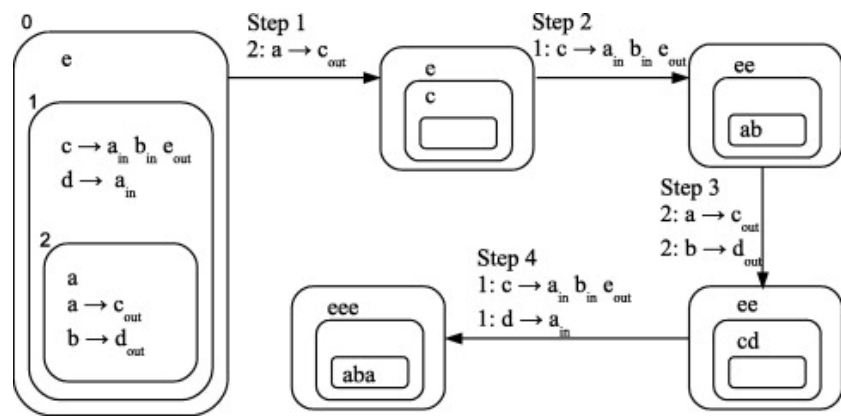 0
e
1
c → a_in b_in e_out
d → a_in
2
a
a → c_out
b → d_out
Step 1
2: a → c_out
e
c
Step 2
1: c → a_in b_in e_out
ee
ab
Step 3
2: a → c_out
2: b → d_out
ee
cd
Step 4
1: c → a_in b_in e_out
1: d → a_in
eee
aba